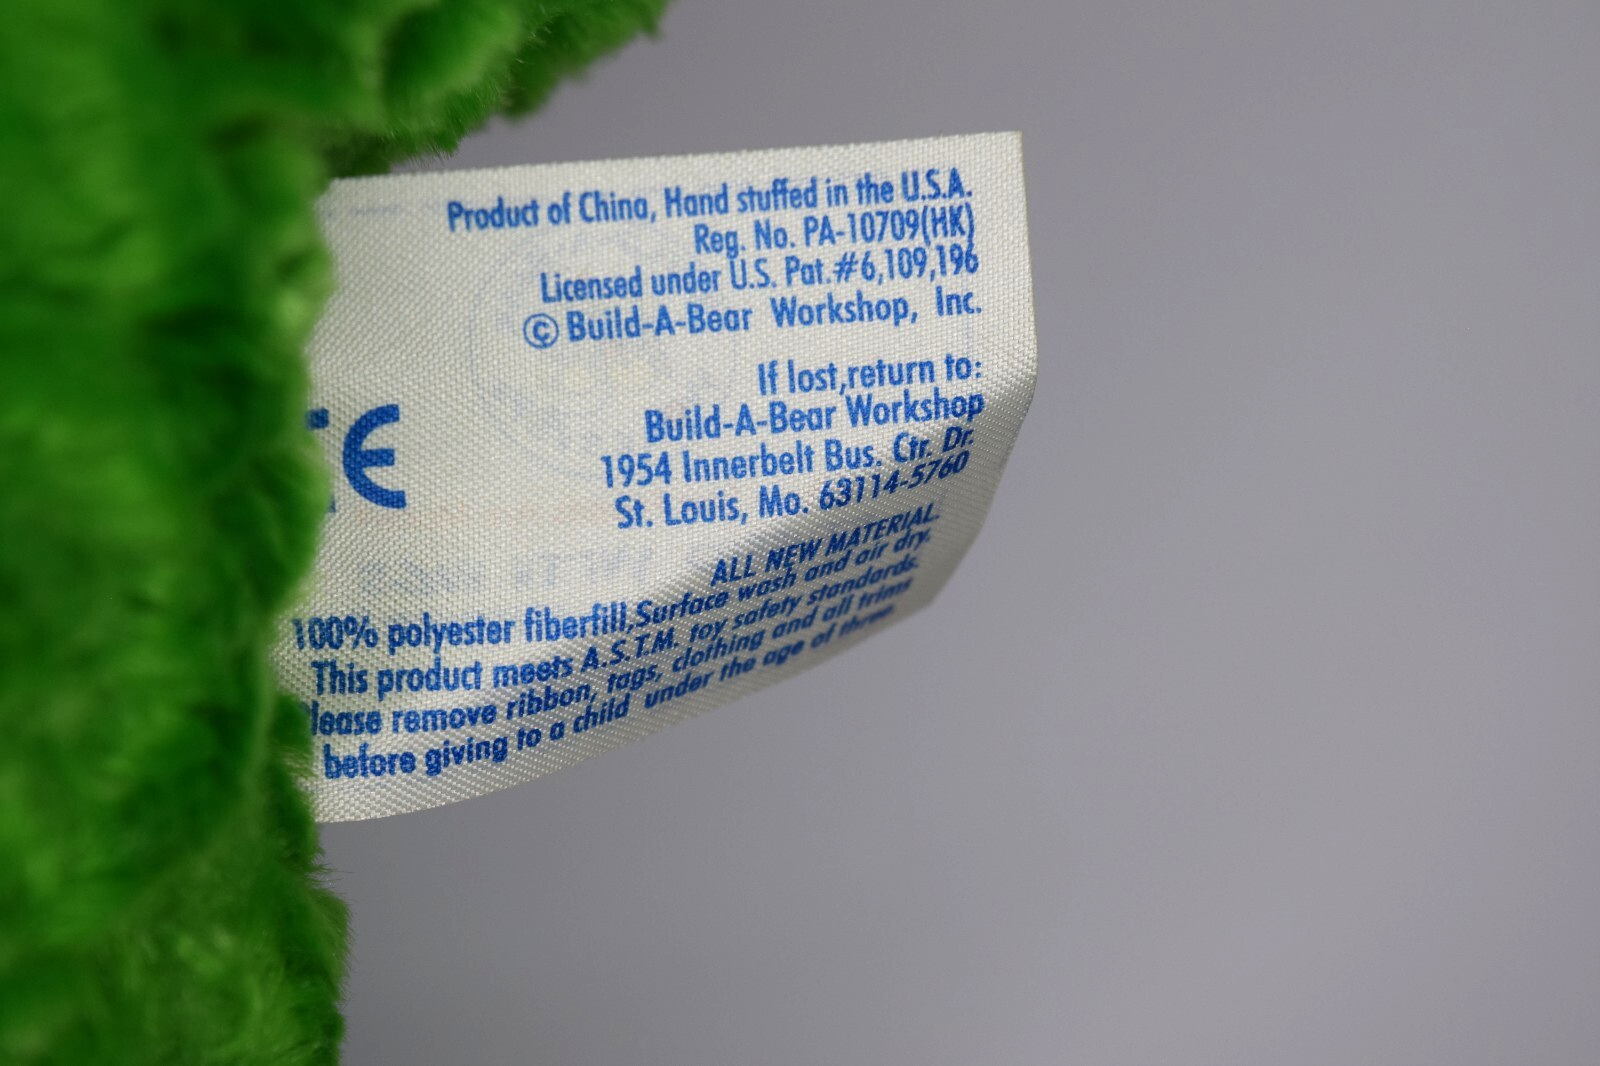 Product of China, Hand stuffed in the U.S.A.
Reg. No. PA-10709(HK)
Licensed under U.S. Pat.#6,109,196
© Build-A-Bear Workshop, Inc.
If lost,return to:
Build-A-Bear Workshop
1954 Innerbelt Bus. Ctr. Dr.
St. Louis, Mo. 63114-5760
CE
ALL NEW MATERIAL.
100% polyester fiberfill,Surface wash and air dry.
This product meets A.S.T.M. toy safety standards.
lease remove ribbon, tags, clothing and all trims
before giving to a child under the age of three